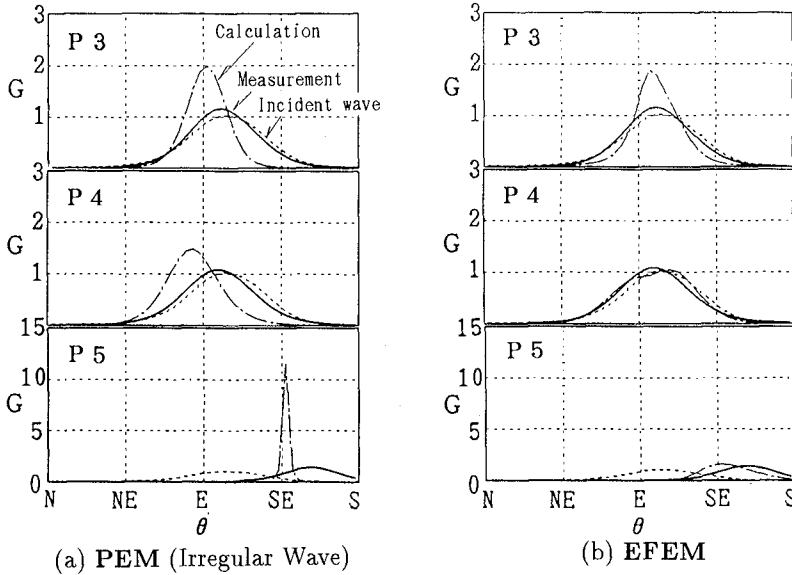 3
P 3
Calculation
2
G
Measurement
Incident wave
1
3
P 4
2
G
1
15
P 5
10
G
5
0
N NE E SE S
θ
(a) PEM (Irregular Wave)
3
P 3
2
G
1
3
P 4
2
G
1
15
P 5
10
G
5
0
N NE E SE S
θ
(b) EFEM